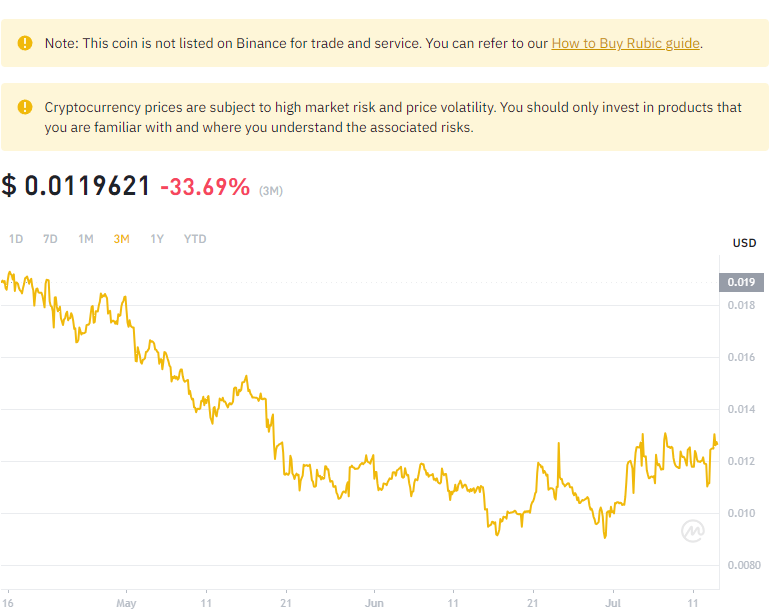 Note: This coin is not listed on Binance for trade and service. You can refer to our How to Buy Rubic guide.
Cryptocurrency prices are subject to high market risk and price volatility. You should only invest in products that
you are familiar with and where you understand the associated risks.
$ 0.0119621 -33.69% (3M)
1D 7D 1M 3M 1Y YTD
USD
0.019
0.018
0.016
0.014
0.012
0.010
0.0080
16 May 11 21 Jun 11 21 Jul 11